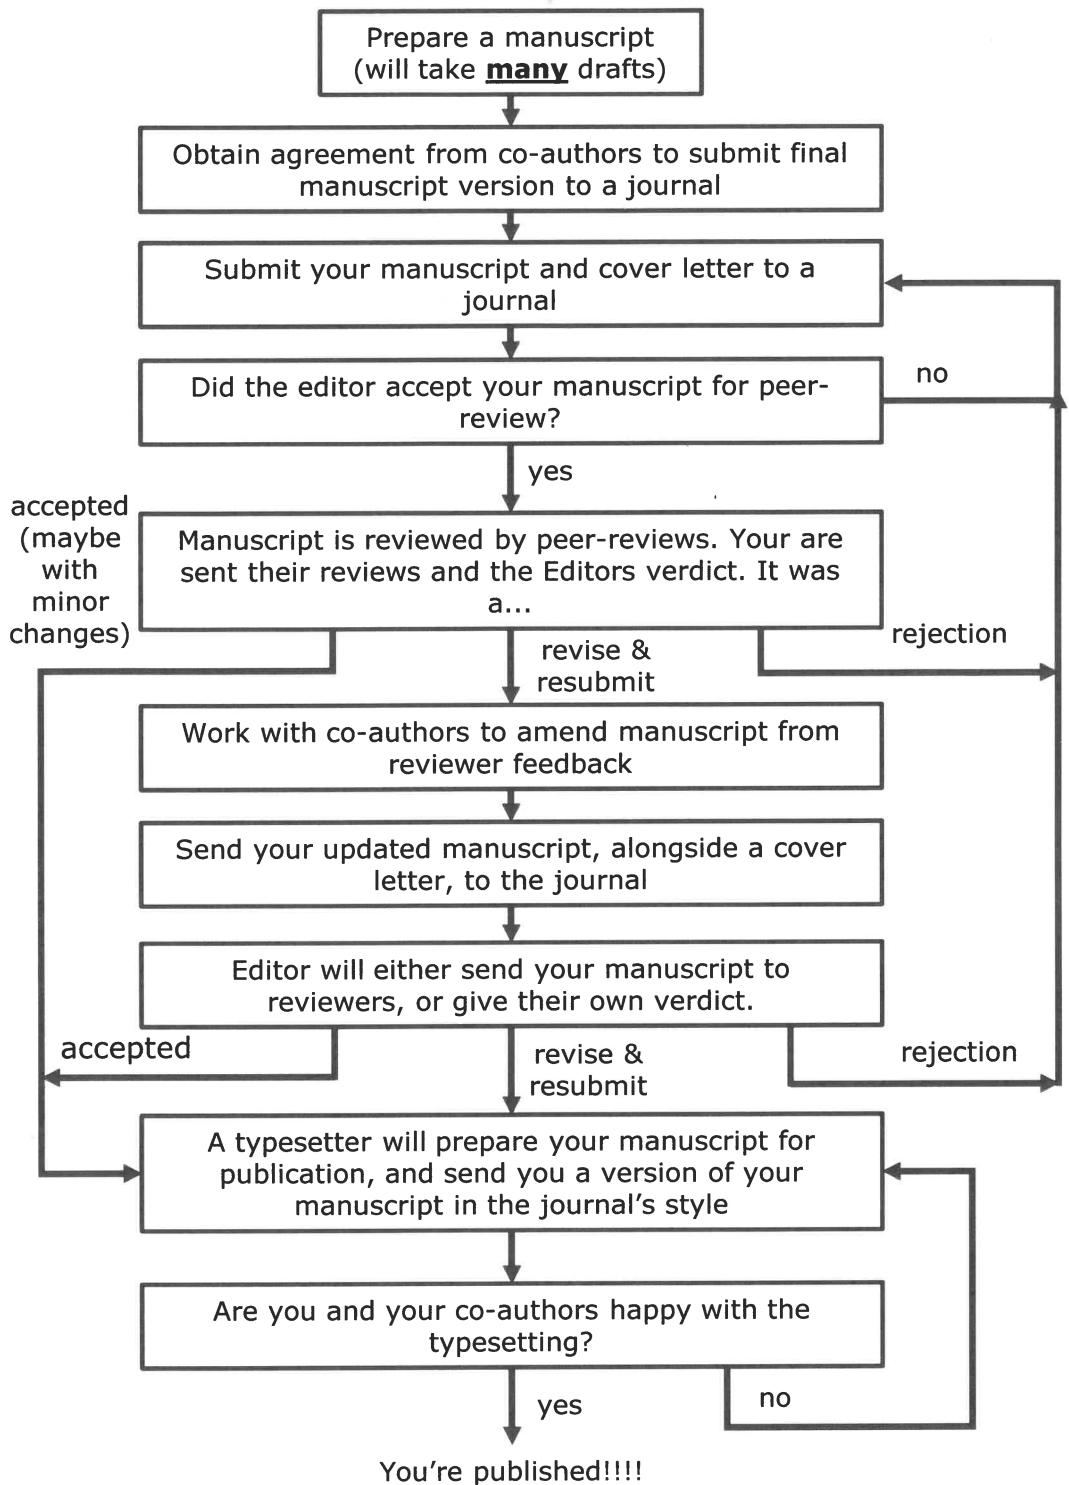 Prepare a manuscript
(will take many drafts)
Obtain agreement from co-authors to submit final
manuscript version to a journal
Submit your manuscript and cover letter to a
journal
Did the editor accept your manuscript for peer-
review?
no
yes
accepted
(maybe
with
minor
changes)
Manuscript is reviewed by peer-reviews. Your are
sent their reviews and the Editors verdict. It was
a...
revise &
resubmit
rejection
Work with co-authors to amend manuscript from
reviewer feedback
Send your updated manuscript, alongside a cover
letter, to the journal
Editor will either send your manuscript to
reviewers, or give their own verdict.
accepted
revise &
resubmit
rejection
A typesetter will prepare your manuscript for
publication, and send you a version of your
manuscript in the journal's style
Are you and your co-authors happy with the
typesetting?
yes
no
You're published!!!!